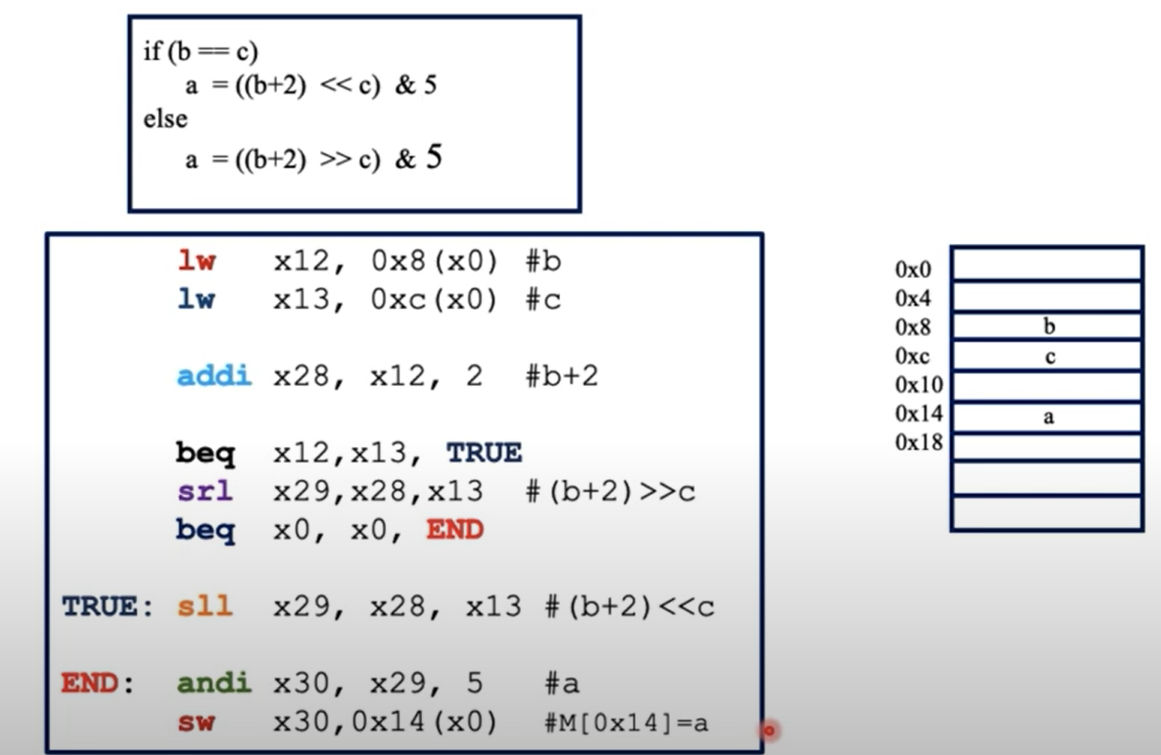 if (b == c)
a = ((b+2) << c) & 5
else
a = ((b+2) >> c) & 5
lw x12, 0x8(x0) #b
lw x13, 0xc(x0) #c
addi x28, x12, 2 #b+2
beq x12,x13, TRUE
srl x29,x28,x13 #(b+2)>>c
beq x0, x0, END
TRUE: sll x29, x28, x13 #(b+2)<<c
END: andi x30, x29, 5 #a
sw x30,0x14(x0) #M[0x14]=a
0x0
0x4
0x8 b
0xc c
0x10
0x14 a
0x18